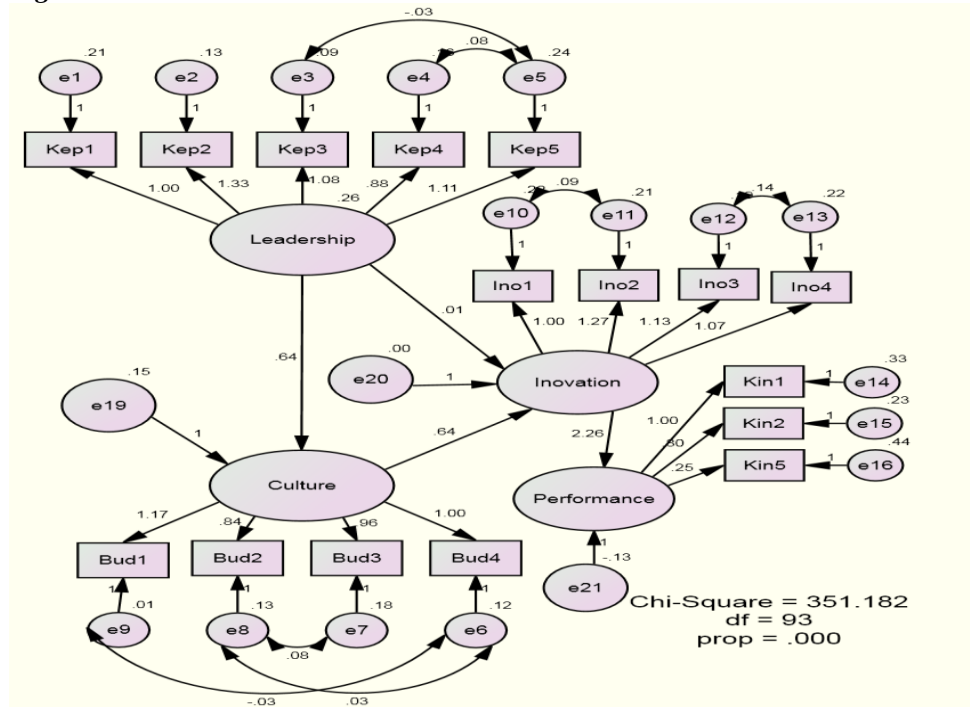 -.03
.21
.13
.09
.08
.24
e1
e2
e3
e4
e5
1
1
1
1
1
Kep1
Kep2
Kep3
Kep4
Kep5
1.00
1.33
1.08
.88
1.11
.26
Leadership
.09
.21
.14
.22
e10
e11
e12
e13
1
1
1
1
Ino1
Ino2
Ino3
Ino4
1.00
1.27
1.13
1.07
.01
.64
.00
e20
1
Inovation
.15
e19
1
.64
2.26
Kin1
1
e14
.33
Kin2
1
e15
.23
Kin5
1
e16
.44
1.00
.25
Culture
Performance
1.17
.84
.96
1.00
Bud1
Bud2
Bud3
Bud4
1
1
1
1
.01
.13
.18
.12
e9
e8
e7
e6
.08
-.03
.03
1
-.13
e21
Chi-Square = 351.182
df = 93
prop = .000